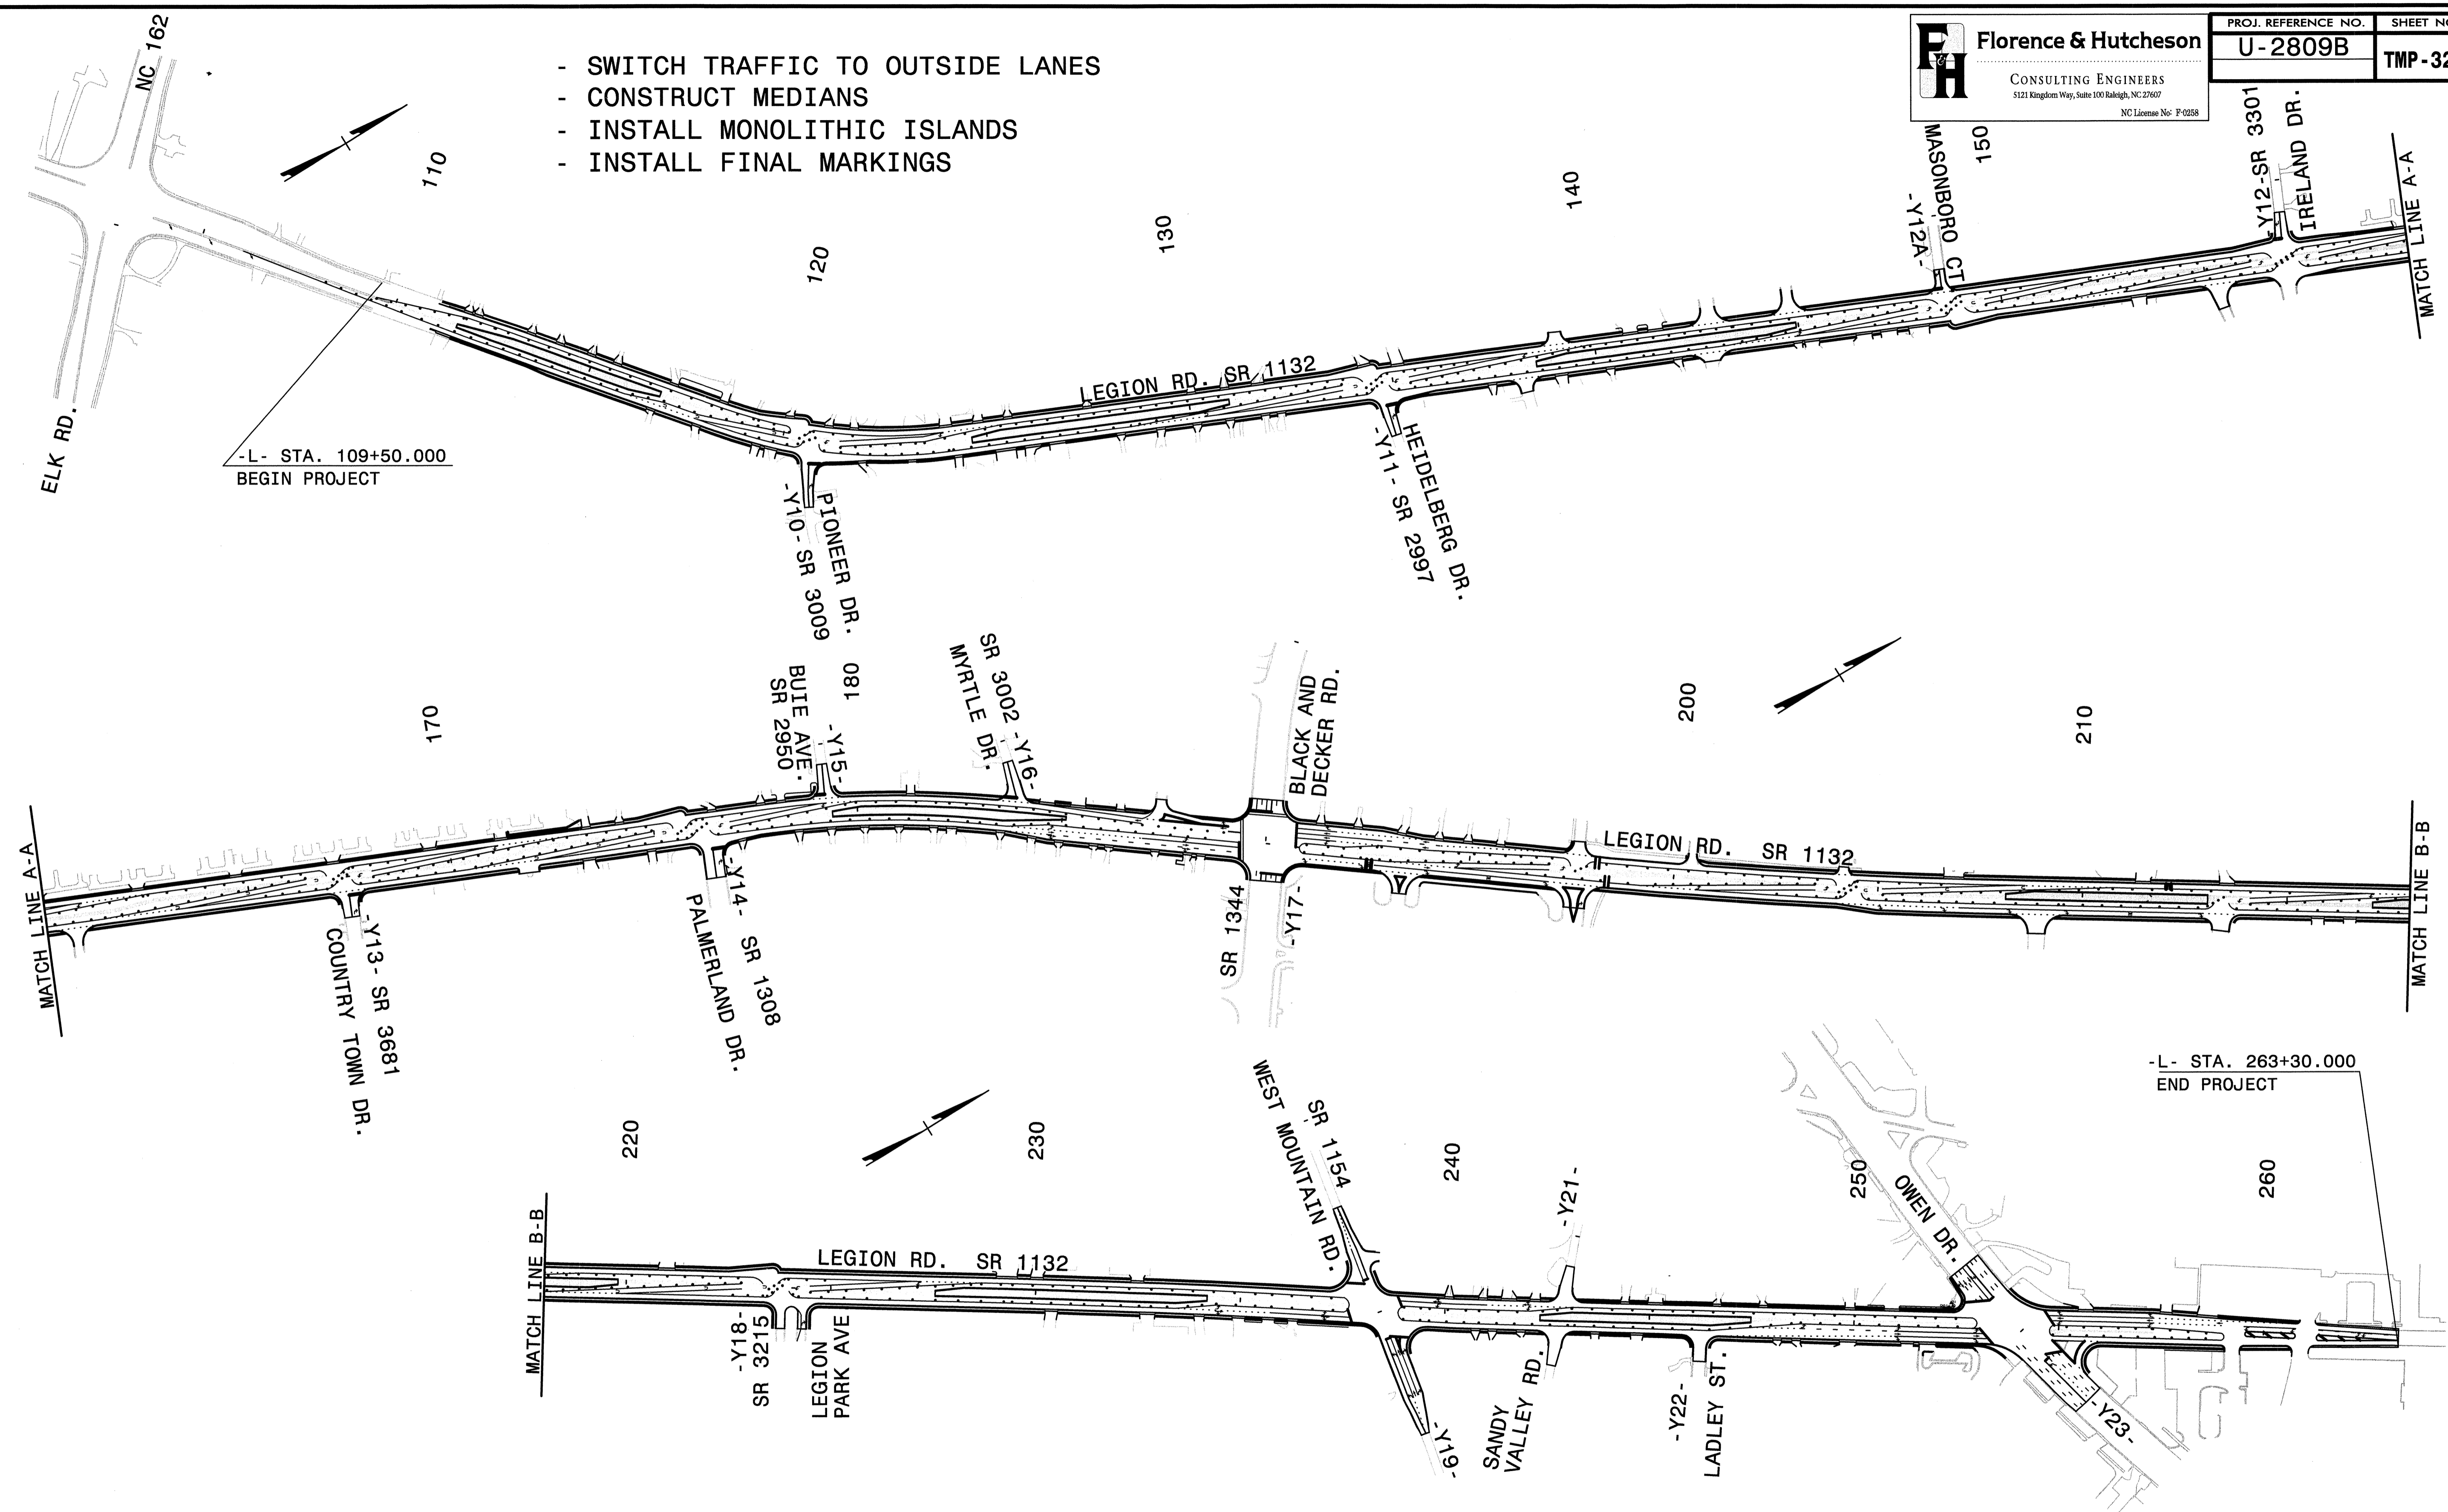 Florence & Hutcheson
CONSULTING ENGINEERS
5121 Kingdom Way, Suite 100 Raleigh, NC 27607
NC License No: F-0258
PROJ. REFERENCE NO.
U-2809B
TMP-32
- SWITCH TRAFFIC TO OUTSIDE LANES
- CONSTRUCT MEDIANS
- INSTALL MONOLITHIC ISLANDS
- INSTALL FINAL MARKINGS
NC 162
ELK RD.
-L- STA. 109+50.000
BEGIN PROJECT
110
120
-Y10- SR 3009
PIONEER DR.
130
LEGION RD. SR 1132
-Y11- SR 2997
HEIDELBERG DR.
140
-Y12A-
MASONBORO CT
150
Y12-SR 3301
IRELAND DR.
MATCH LINE A-A
MATCH LINE A-A
170
COUNTRY TOWN DR.
-Y13- SR 3681
PALMERLAND DR.
-Y14- SR 1308
BUIE AVE.
SR 2950
-Y15-
180
MYRTLE DR.
SR 3002 -Y16-
BLACK AND
DECKER RD.
SR 1344
-Y17-
200
LEGION RD. SR 1132
210
MATCH LINE B-B
MATCH LINE B-B
220
-Y18-
SR 3215
LEGION
PARK AVE
LEGION RD. SR 1132
230
WEST MOUNTAIN RD.
SR 1154
-Y19-
240
SANDY
VALLEY RD.
-Y21-
-Y22-
LADLEY ST.
250
OWEN DR.
-Y23-
260
-L- STA. 263+30.000
END PROJECT